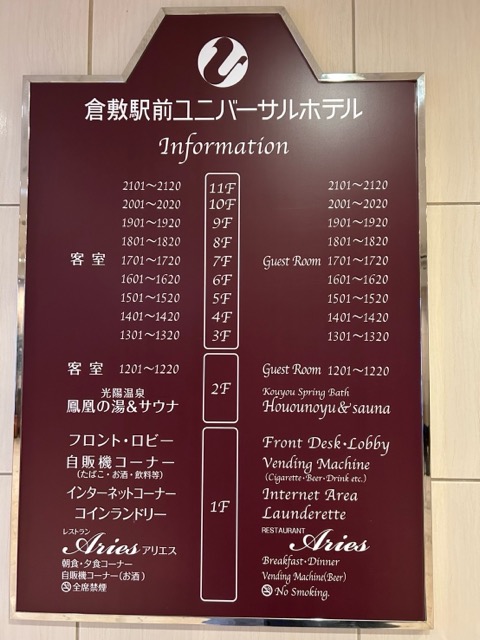 倉敷駅前ユニバーサルホテル
Information
2101～2120 11F 2101～2120
2001～2020 10F 2001～2020
1901～1920 9F 1901～1920
1801～1820 8F 1801～1820
客室 1701～1720 7F Guest Room 1701～1720
1601～1620 6F 1601～1620
1501～1520 5F 1501～1520
1401～1420 4F 1401～1420
1301～1320 3F 1301～1320
客室 1201～1220 2F Guest Room 1201～1220
光陽温泉 Kouyou Spring Bath
鳳凰の湯&サウナ Houounoyu&'sauna
フロント・ロビー 1F Front Desk・Lobby
自販機コーナー Vending Machine
(たばこ・お酒・飲料等) (Cigarette・Beer・Drink etc.)
インターネットコーナー Internet Area
コインランドリー Launderette
レストラン RESTAURANT
Aries アリエス Aries
朝食・夕食コーナー Breakfast・Dinner
自販機コーナー(お酒) Vending Machine(Beer)
全席禁煙 No Smoking.